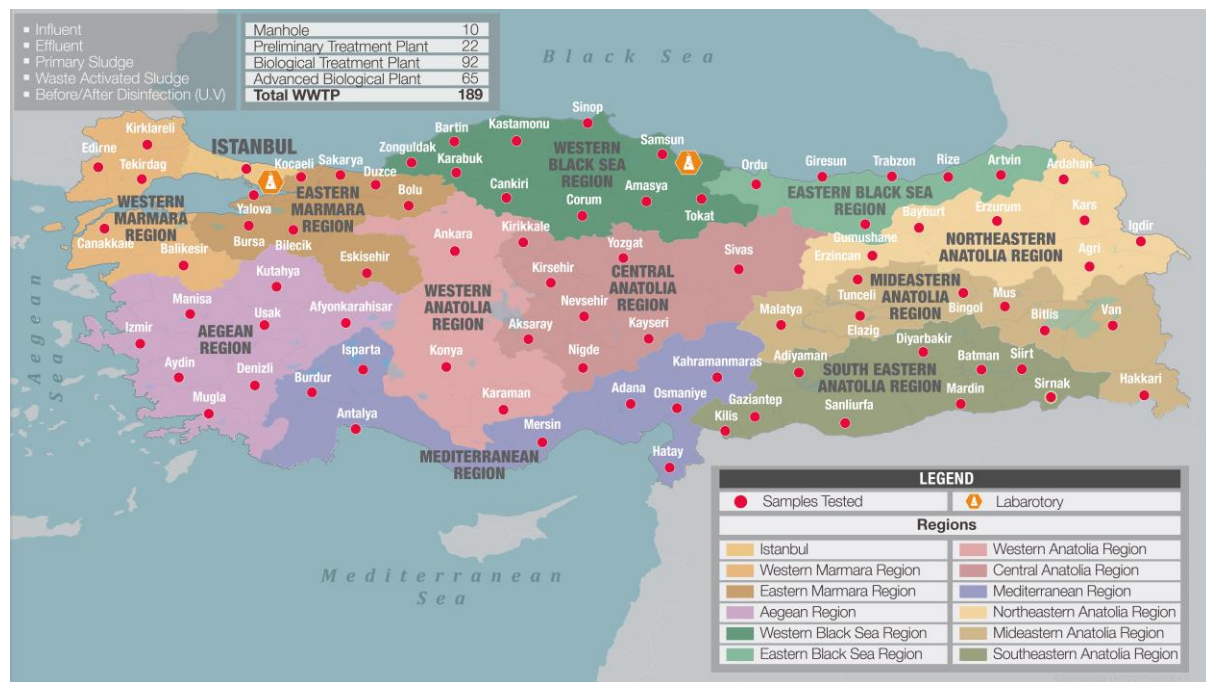 Influent
Effluent
Primary Sludge
Waste Activated Sludge
Before/After Disinfection (U.V)
Manhole 10
Preliminary Treatment Plant 22
Biological Treatment Plant 92
Advanced Biological Plant 65
Total WWTP 189
Black Sea
Sinop
Kirklareli
Edirne
Tekirdag
ISTANBUL
Kocaeli
Sakarya
Duzce
Zonguldak
Bartin
Kastamonu
Karabuk
WESTERN
BLACK SEA
REGION
Samsun
Cankiri
Corum
Amasya
Tokat
Ordu
Giresun
Trabzon
Rize
Artvin
Ardahan
EASTERN BLACK SEA
REGION
WESTERN
MARMARA
REGION
Yalova
EASTERN
MARMARA
REGION
Bolu
Canakkale
Balikesir
Bursa
Bilecik
Eskisehir
Ankara
Kirikkale
Yozgat
Sivas
Gumushane
Bayburt
Erzurum
Kars
Igdir
Erzincan
NORTHEASTERN
ANATOLIA REGION
Agri
Kutahya
Kirsehir
CENTRAL
ANATOLIA
REGION
MIDEASTERN
ANATOLIA
REGION
Tunceli
Bingol
Mus
Manisa
Usak
Afyonkarahisar
WESTERN
ANATOLIA
REGION
Nevsehir
Aksaray
Kayseri
Malatya
Elazig
Bitlis
Van
Aegean
Sea
Izmir
AEGEAN
REGION
Aydin
Denizli
Isparta
Burdur
Konya
Nigde
Kahramanmaras
Adiyaman
Diyarbakir
Batman
Siirt
SOUTH EASTERN
ANATOLIA REGION
Mardin
Sirnak
Hakkari
Mugla
Antalya
Karaman
Mersin
Adana
Osmaniye
Gaziantep
Kilis
Sanliurfa
MEDITERRANEAN
REGION
Hatay
Mediterranean
Sea
LEGEND
Samples Tested Labarotory
Regions
Istanbul Western Anatolia Region
Western Marmara Region Central Anatolia Region
Eastern Marmara Region Mediterranean Region
Aegean Region Northeastern Anatolia Region
Western Black Sea Region Mideastern Anatolia Region
Eastern Black Sea Region Southeastern Anatolia Region